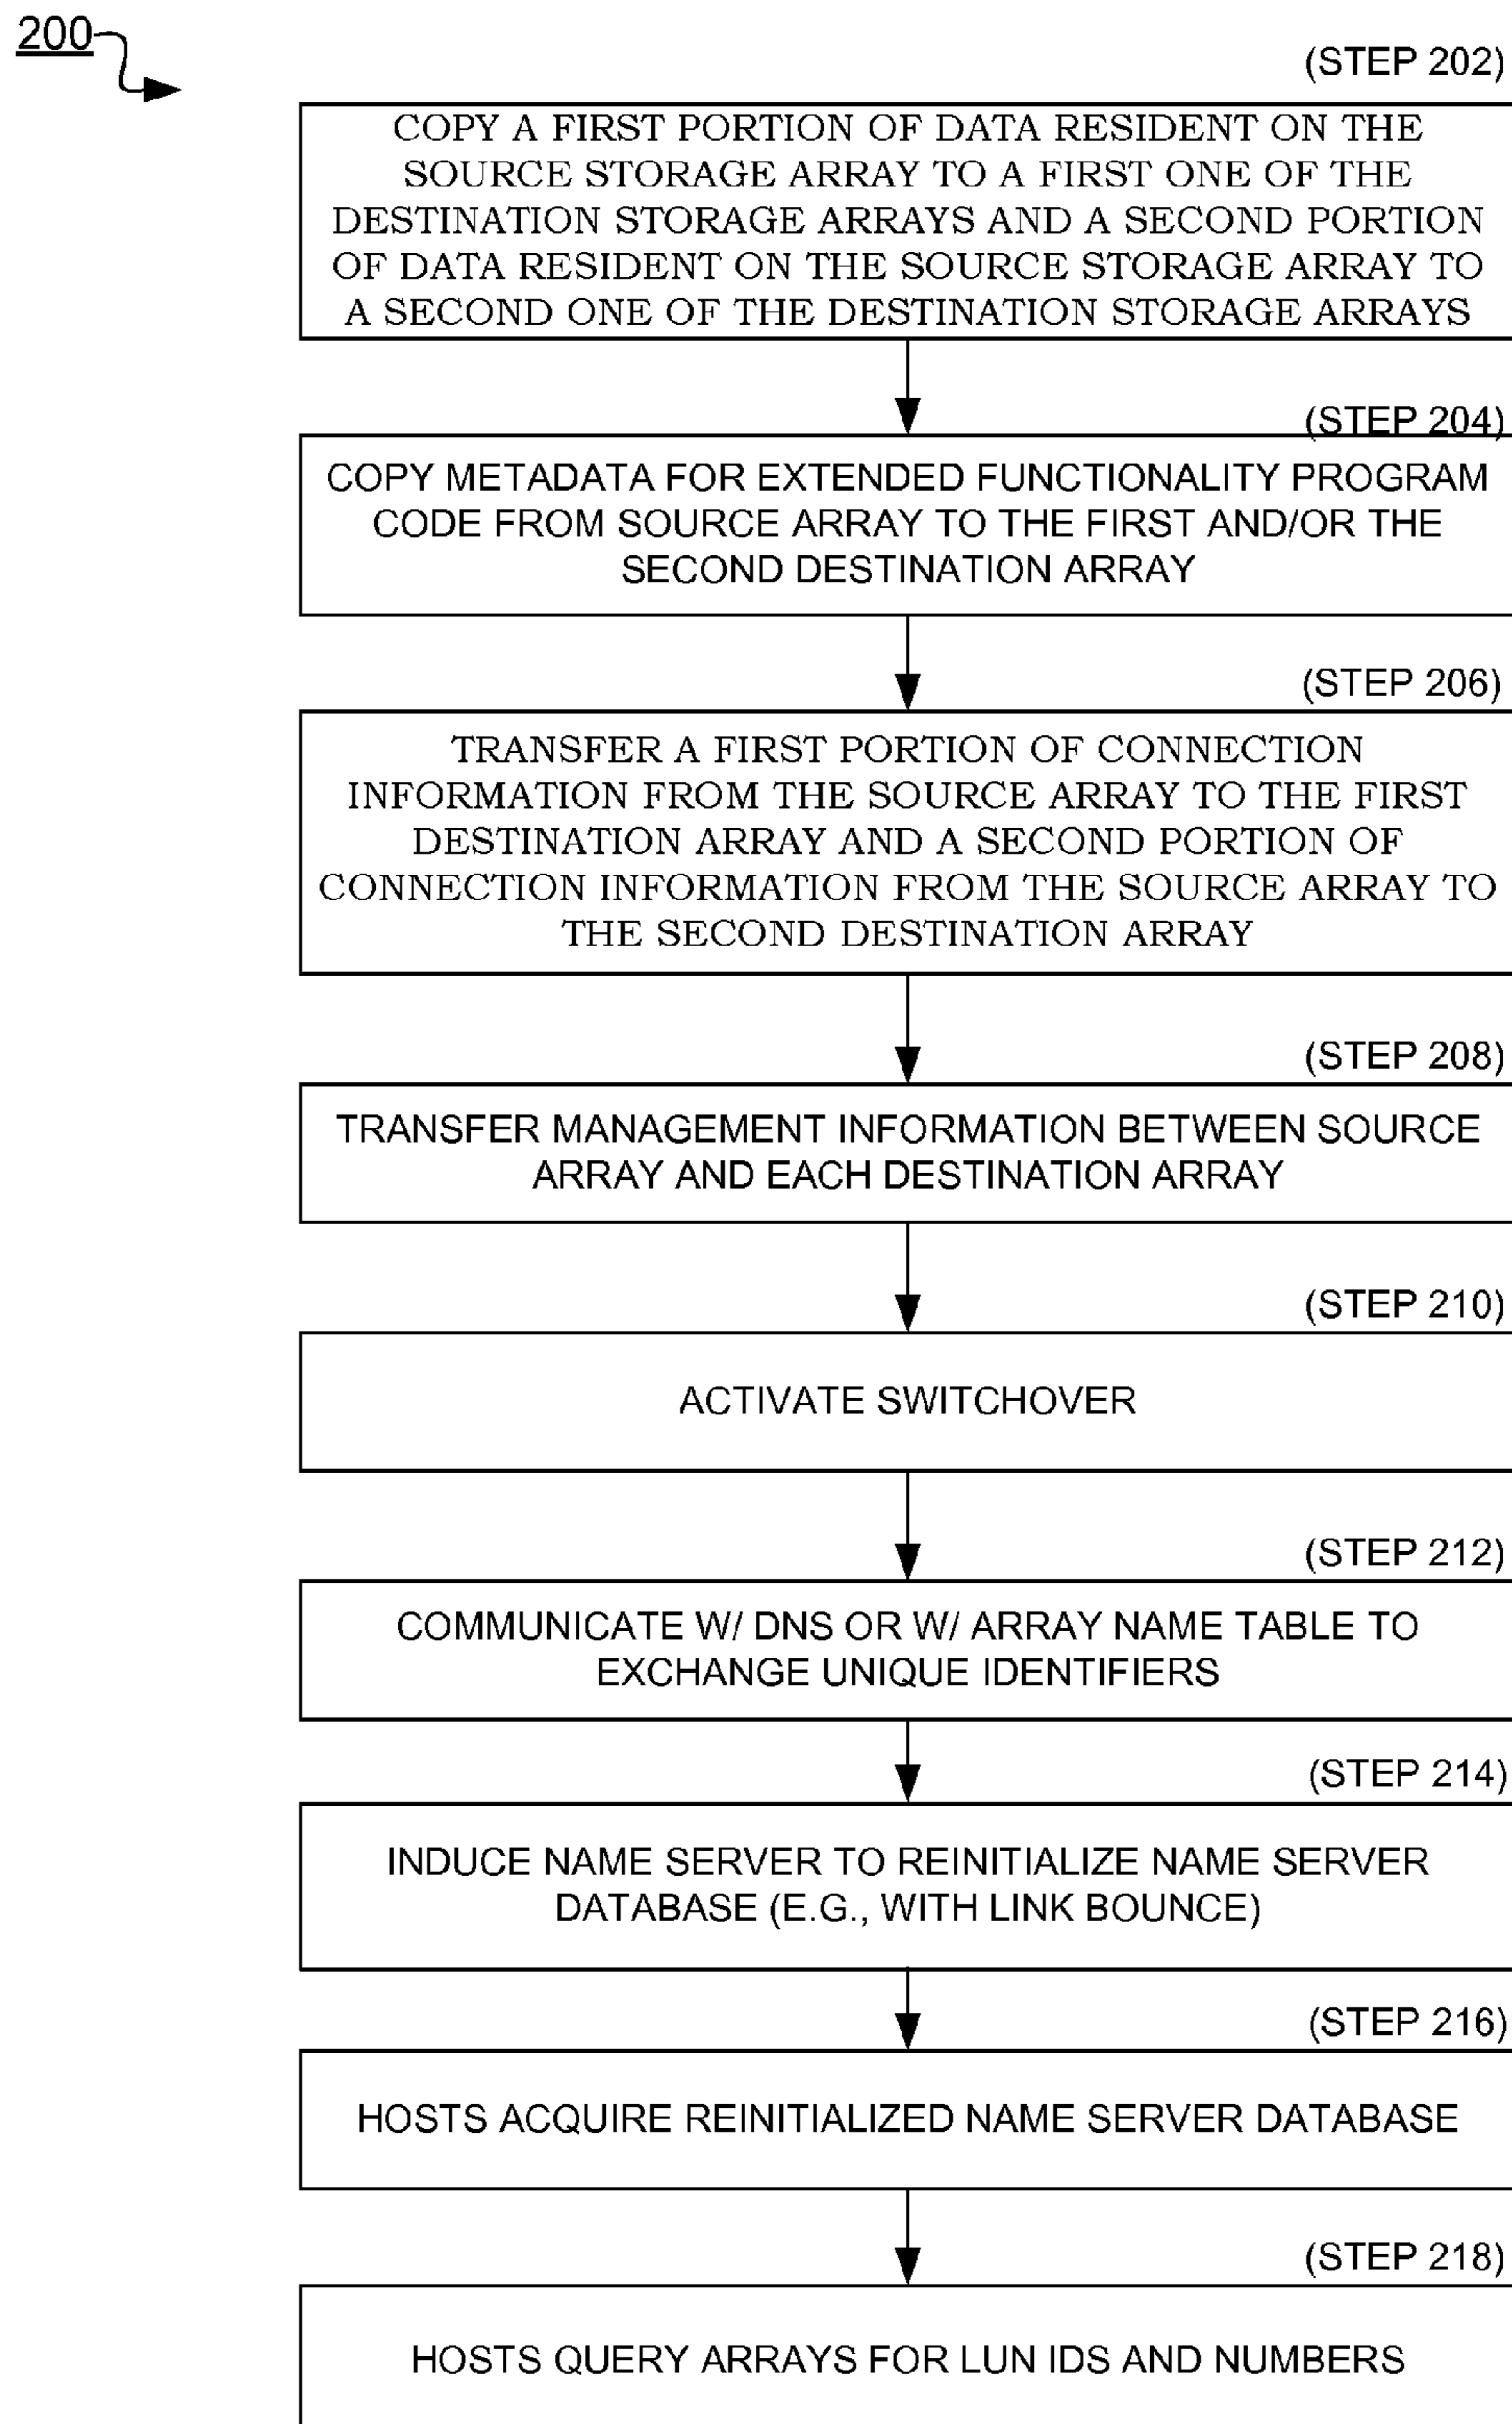 200
(STEP 202)
COPY A FIRST PORTION OF DATA RESIDENT ON THE
SOURCE STORAGE ARRAY TO A FIRST ONE OF THE
DESTINATION STORAGE ARRAYS AND A SECOND PORTION
OF DATA RESIDENT ON THE SOURCE STORAGE ARRAY TO
A SECOND ONE OF THE DESTINATION STORAGE ARRAYS
(STEP 204)
COPY METADATA FOR EXTENDED FUNCTIONALITY PROGRAM
CODE FROM SOURCE ARRAY TO THE FIRST AND/OR THE
SECOND DESTINATION ARRAY
(STEP 206)
TRANSFER A FIRST PORTION OF CONNECTION
INFORMATION FROM THE SOURCE ARRAY TO THE FIRST
DESTINATION ARRAY AND A SECOND PORTION OF
CONNECTION INFORMATION FROM THE SOURCE ARRAY TO
THE SECOND DESTINATION ARRAY
(STEP 208)
TRANSFER MANAGEMENT INFORMATION BETWEEN SOURCE
ARRAY AND EACH DESTINATION ARRAY
(STEP 210)
ACTIVATE SWITCHOVER
(STEP 212)
COMMUNICATE W/ DNS OR W/ ARRAY NAME TABLE TO
EXCHANGE UNIQUE IDENTIFIERS
(STEP 214)
INDUCE NAME SERVER TO REINITIALIZE NAME SERVER
DATABASE (E.G., WITH LINK BOUNCE)
(STEP 216)
HOSTS ACQUIRE REINITIALIZED NAME SERVER DATABASE
(STEP 218)
HOSTS QUERY ARRAYS FOR LUN IDS AND NUMBERS